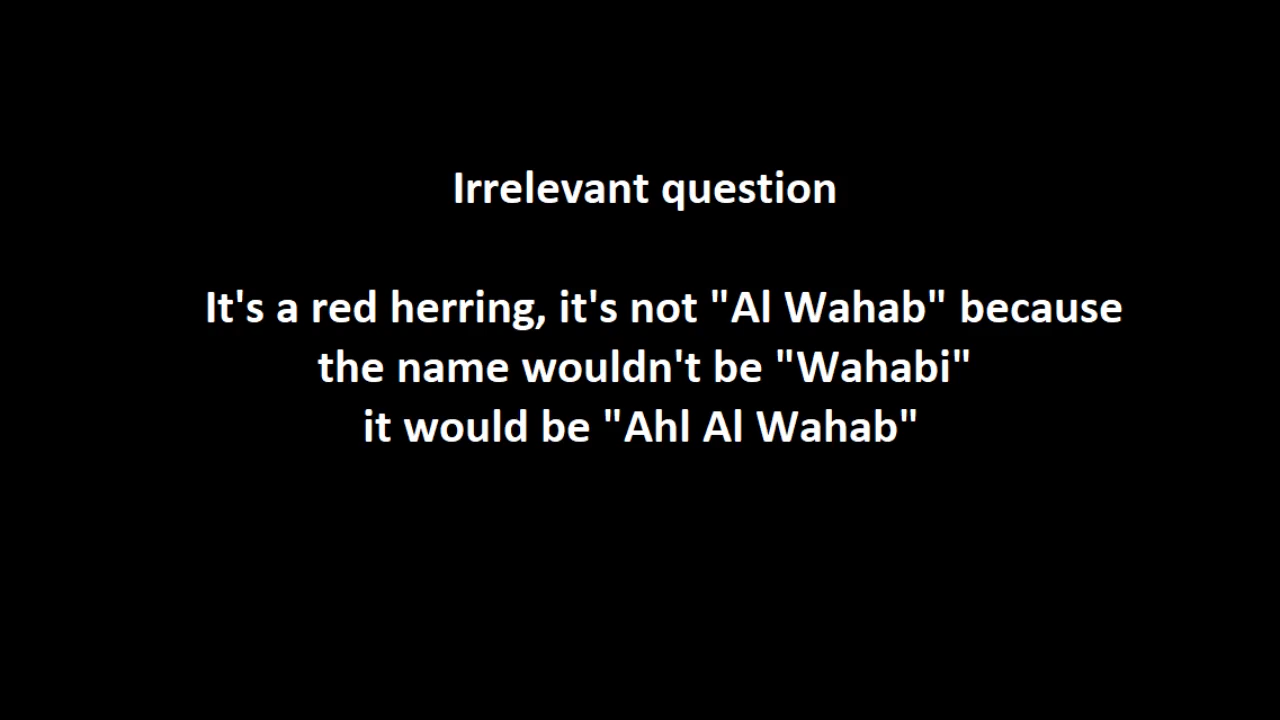 Irrelevant question
It's a red herring, it's not "Al Wahab" because
the name wouldn't be "Wahabi"
it would be "Ahl Al Wahab"